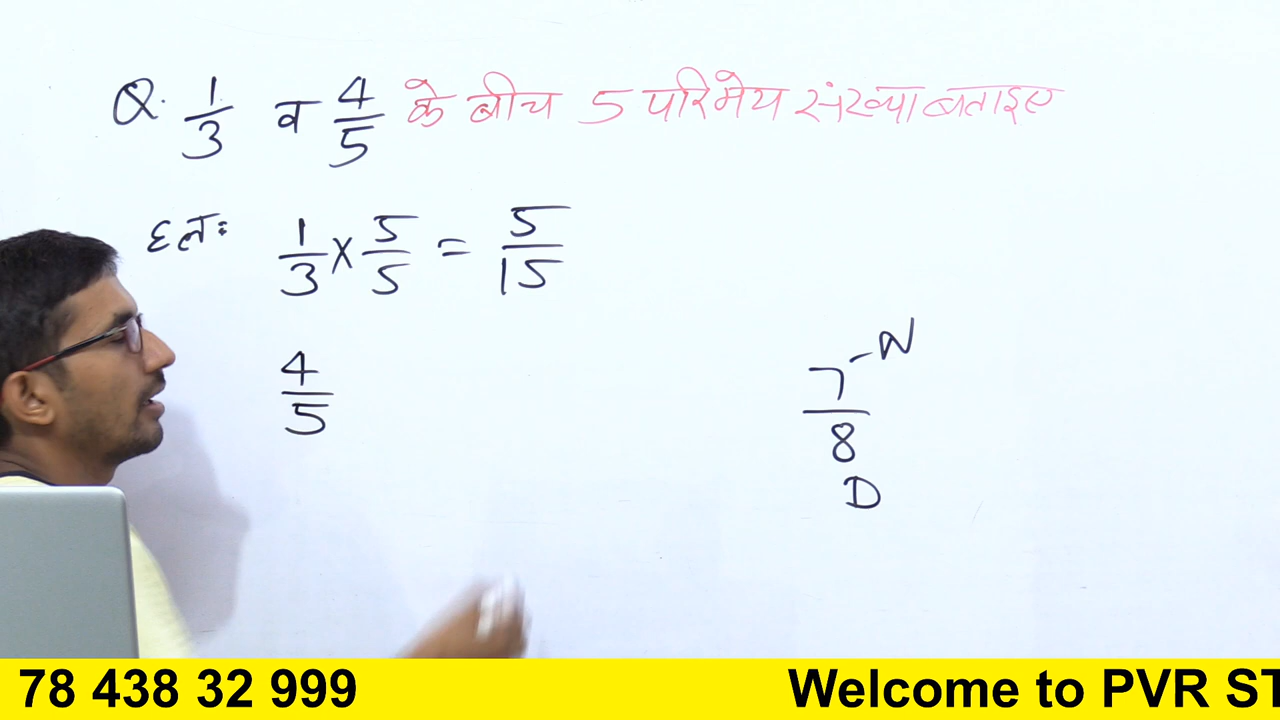 Q. 1/3 व 4/5 के बीच 5 परिमेय संख्या बताइए
हल: 1/3 × 5/5 = 5/15
4/5
7/8
N
D
78 438 32 999
Welcome to PVR ST